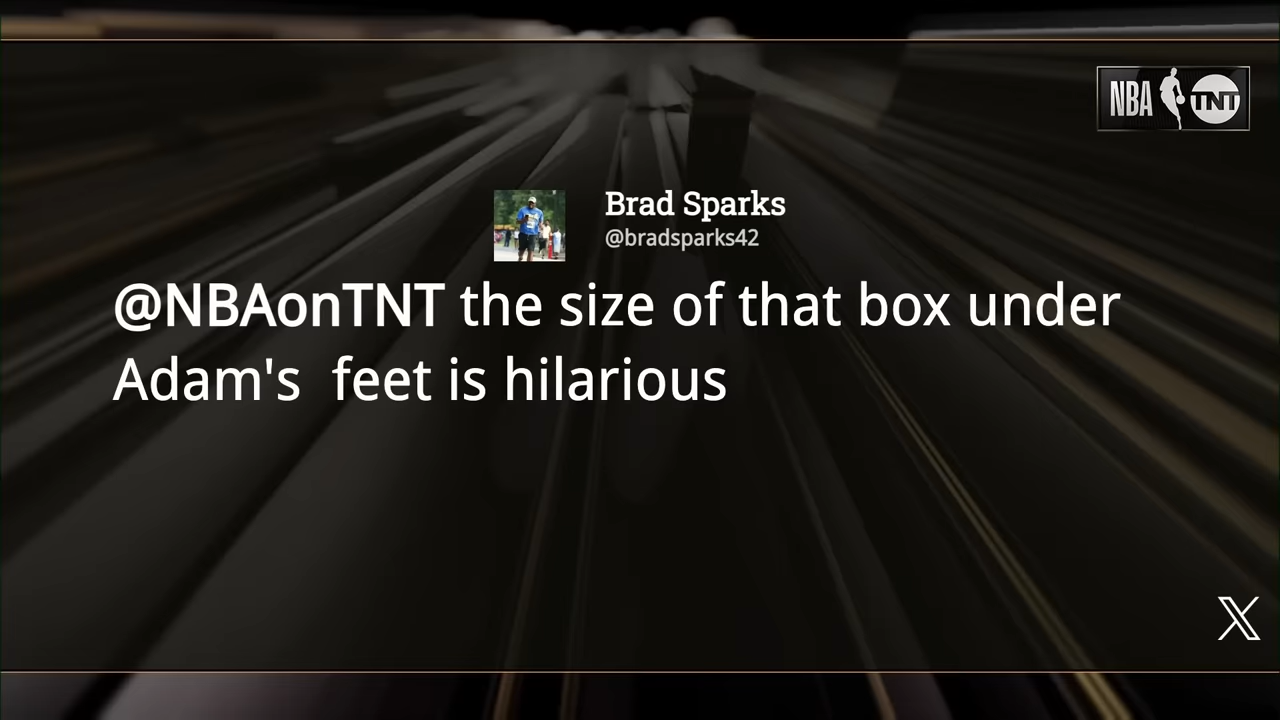 NBA TNT
Brad Sparks
@bradsparks42
@NBAonTNT the size of that box under
Adam's  feet is hilarious
X